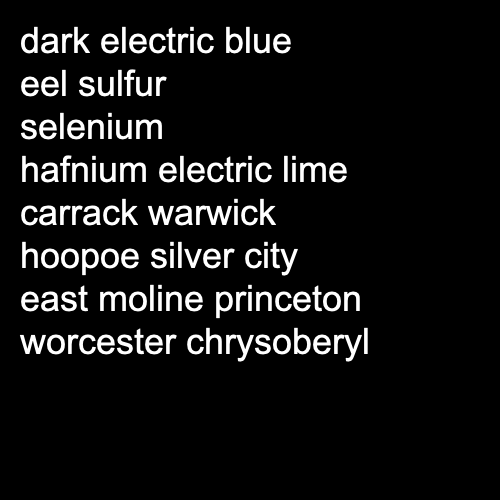 dark electric blue
eel sulfur
selenium
hafnium electric lime
carrack warwick
hoopoe silver city
east moline princeton
worcester chrysoberyl